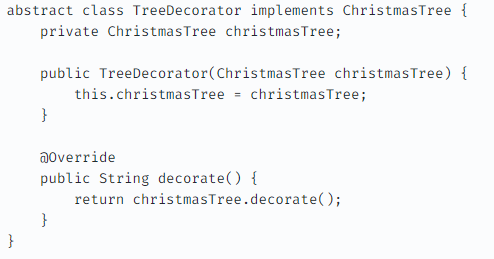 abstract class TreeDecorator implements ChristmasTree {
    private ChristmasTree christmasTree;

    public TreeDecorator(ChristmasTree christmasTree) {
        this.christmasTree = christmasTree;
    }

    @Override
    public String decorate() {
        return christmasTree.decorate();
    }
}